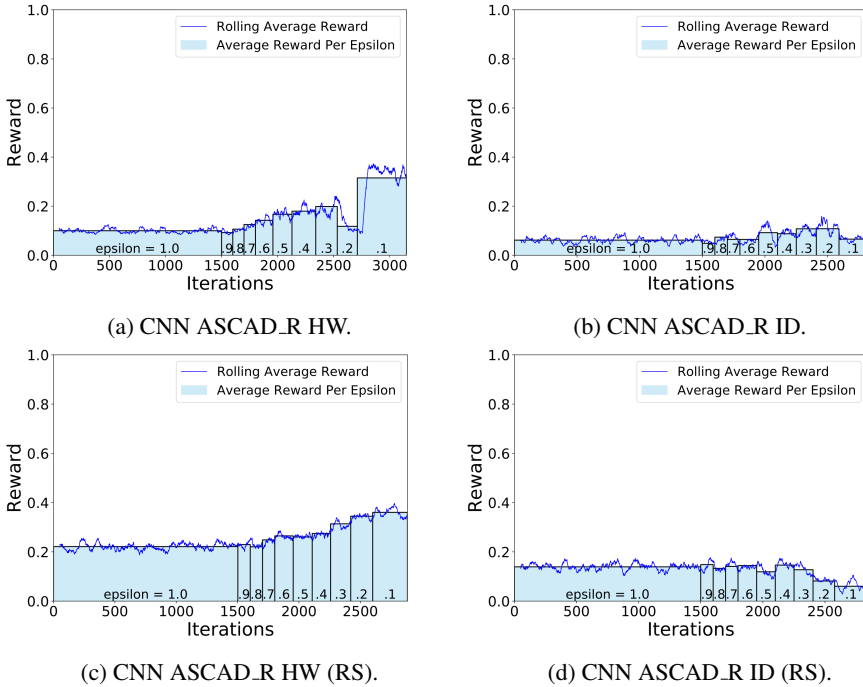 1.0
0.8
0.6
0.4
0.2
0.0
Reward
Rolling Average Reward
Average Reward Per Epsilon
epsilon = 1.0 .9 .8 .7 .6 .5 .4 .3 .2 .1
0 500 1000 1500 2000 2500 3000
Iterations
(a) CNN ASCAD_R HW.
1.0
0.8
0.6
0.4
0.2
0.0
Reward
Rolling Average Reward
Average Reward Per Epsilon
epsilon = 1.0 .9 .8 .7 .6 .5 .4 .3 .2 .1
0 500 1000 1500 2000 2500
Iterations
(b) CNN ASCAD_R ID.
1.0
0.8
0.6
0.4
0.2
0.0
Reward
Rolling Average Reward
Average Reward Per Epsilon
epsilon = 1.0 .9 .8 .7 .6 .5 .4 .3 .2 .1
0 500 1000 1500 2000 2500
Iterations
(c) CNN ASCAD_R HW (RS).
1.0
0.8
0.6
0.4
0.2
0.0
Reward
Rolling Average Reward
Average Reward Per Epsilon
epsilon = 1.0 .9 .8 .7 .6 .5 .4 .3 .2 .1
0 500 1000 1500 2000 2500
Iterations
(d) CNN ASCAD_R ID (RS).